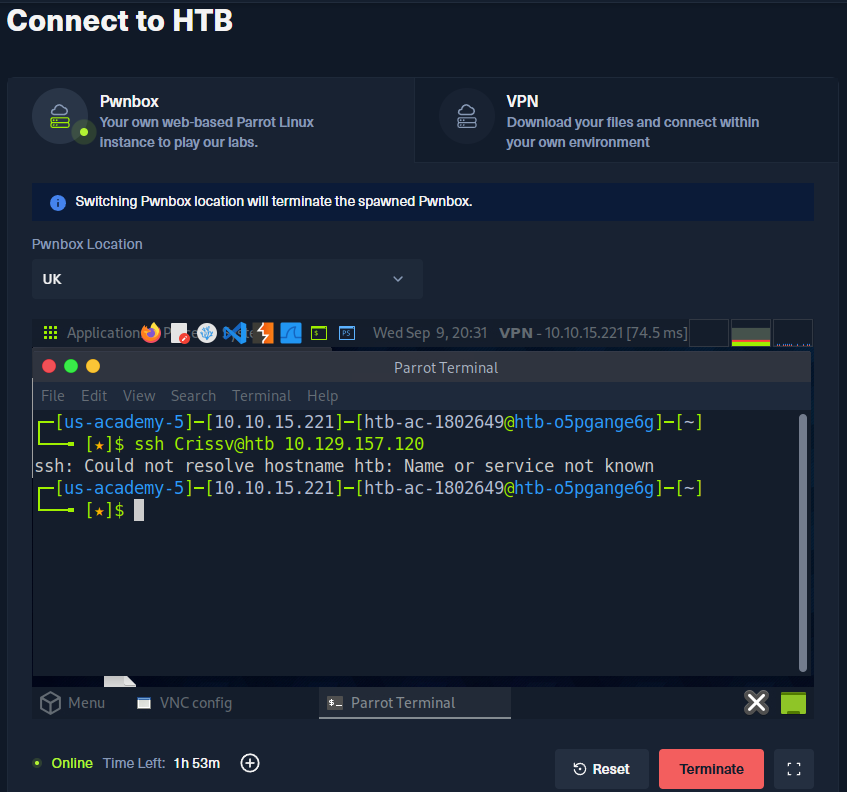 Connect to HTB
Pwnbox
Your own web-based Parrot Linux
instance to play our labs.
VPN
Download your files and connect within
your own environment
Switching Pwnbox location will terminate the spawned Pwnbox.
Pwnbox Location
UK
Application
Wed Sep 9, 20:31 VPN - 10.10.15.221 [74.5 ms]
Parrot Terminal
File Edit View Search Terminal Help
┌─[us-academy-5]─[10.10.15.221]─[htb-ac-1802649@htb-o5pgange6g]─[~]
└──╼ [★]$ ssh Crissv@htb 10.129.157.120
ssh: Could not resolve hostname htb: Name or service not known
┌─[us-academy-5]─[10.10.15.221]─[htb-ac-1802649@htb-o5pgange6g]─[~]
└──╼ [★]$
Menu VNC config Parrot Terminal
Online Time Left: 1h 53m Reset Terminate